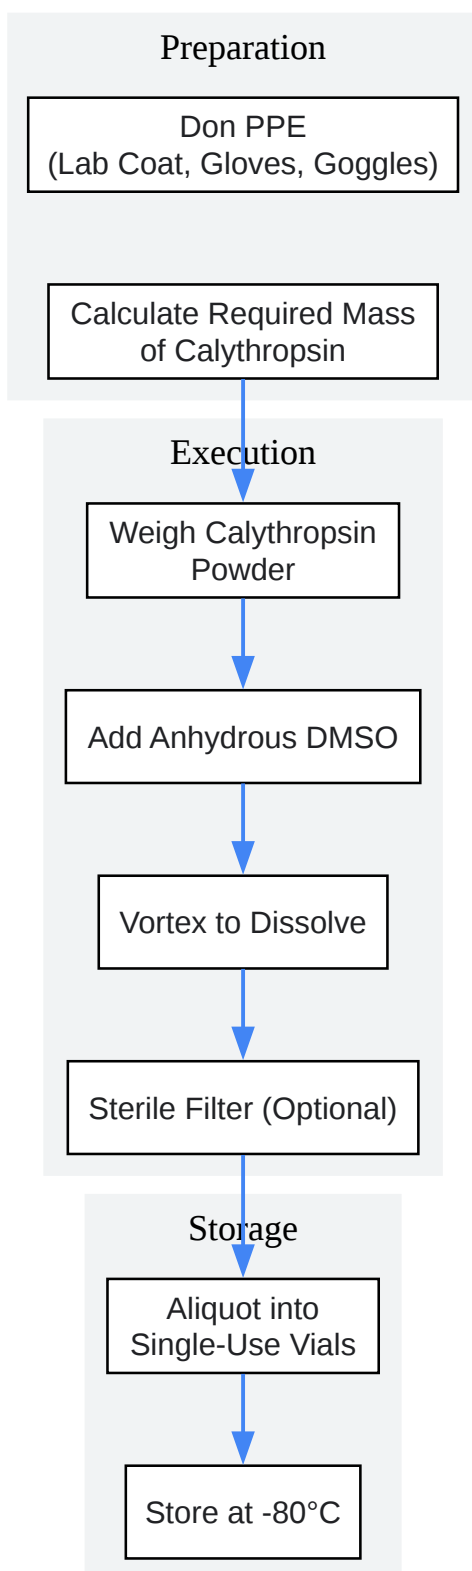 Preparation
Don PPE
(Lab Coat, Gloves, Goggles)
Calculate Required Mass
of Calythropsin
Execution
Weigh Calythropsin
Powder
Add Anhydrous DMSO
Vortex to Dissolve
Sterile Filter (Optional)
Storage
Aliquot into
Single-Use Vials
Store at -80°C